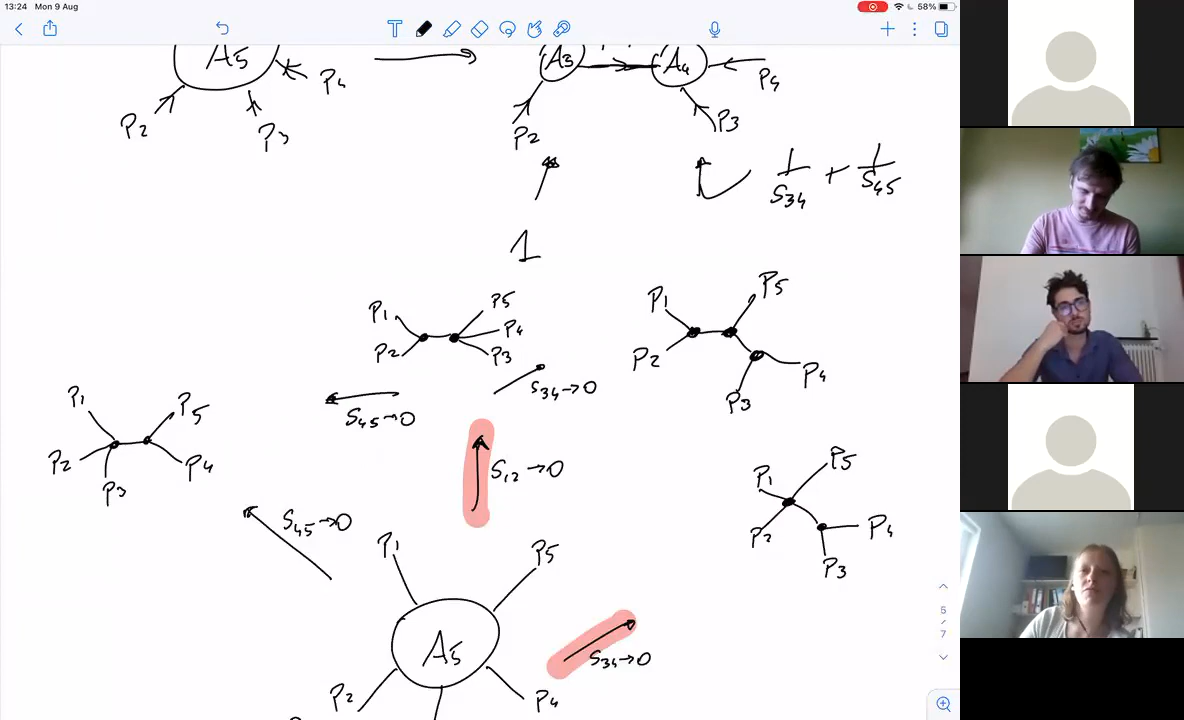 13:24 Mon 9 Aug
58%
A5
A3
A4
P4
P2
P3
P2
P3
P4
1/S34 + 1/S45
1
P1
P5
P4
P2
P3
S34→0
S45→0
P1
P5
P2
P4
P3
P1
P5
P2
P4
P3
S12→0
S45→0
P1
P5
P2
P4
P3
P1
P5
A5
S34→0
P2
P4
5
/
7